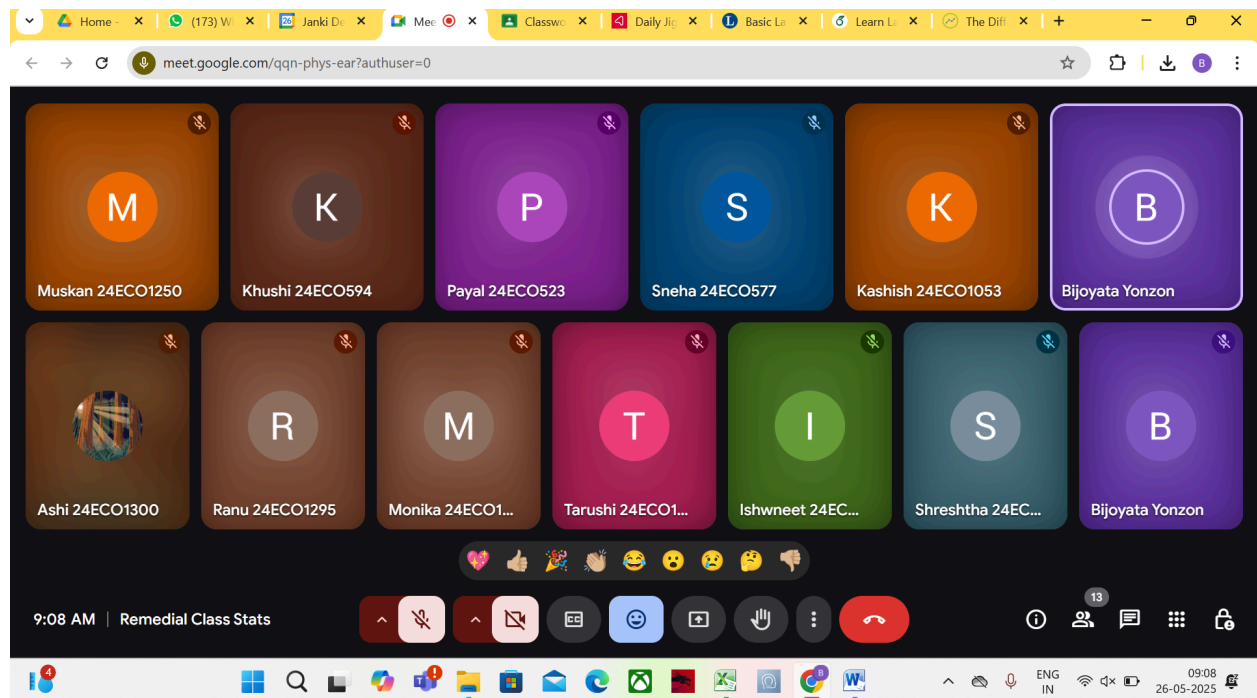 Home -
(173) W
26 Janki De
Mee
Classwo
Daily Jig
Basic La
Learn La
The Diff
meet.google.com/qqn-phys-ear?authuser=0
B
M
Muskan 24ECO1250
K
Khushi 24ECO594
P
Payal 24ECO523
S
Sneha 24ECO577
K
Kashish 24ECO1053
B
Bijoyata Yonzon
Ashi 24ECO1300
R
Ranu 24ECO1295
M
Monika 24ECO1...
T
Tarushi 24ECO1...
I
Ishwneet 24EC...
S
Shreshtha 24EC...
B
Bijoyata Yonzon
9:08 AM | Remedial Class Stats
CC
13
4
ENG
IN
09:08
26-05-2025